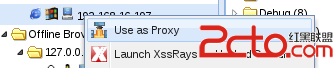 Debug (8)
Use as Proxy
Offline Brow
127.0.0.
Launch XssRays
2cto.com
红黑联盟